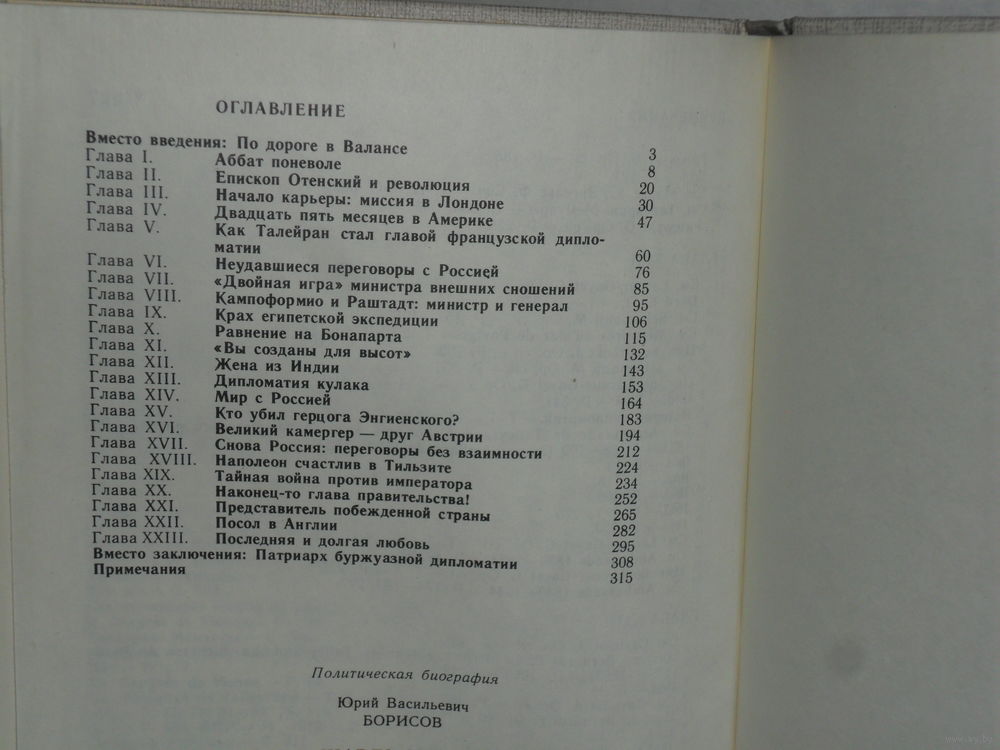 ОГЛАВЛЕНИЕ
Вместо введения: По дороге в Валансе 3
Глава I. Аббат поневоле 8
Глава II. Епископ Отенский и революция 20
Глава III. Начало карьеры: миссия в Лондоне 30
Глава IV. Двадцать пять месяцев в Америке 47
Глава V. Как Талейран стал главой французской дипло-
матии 60
Глава VI. Неудавшиеся переговоры с Россией 76
Глава VII. «Двойная игра» министра внешних сношений 85
Глава VIII. Кампоформио и Раштадт: министр и генерал 95
Глава IX. Крах египетской экспедиции 106
Глава X. Равнение на Бонапарта 115
Глава XI. «Вы созданы для высот» 132
Глава XII. Жена из Индии 143
Глава XIII. Дипломатия кулака 153
Глава XIV. Мир с Россией 164
Глава XV. Кто убил герцога Энгиенского? 183
Глава XVI. Великий камергер — друг Австрии 194
Глава XVII. Снова Россия: переговоры без взаимности 212
Глава XVIII. Наполеон счастлив в Тильзите 224
Глава XIX. Тайная война против императора 234
Глава XX. Наконец-то глава правительства! 252
Глава XXI. Представитель побежденной страны 265
Глава XXII. Посол в Англии 282
Глава XXIII. Последняя и долгая любовь 295
Вместо заключения: Патриарх буржуазной дипломатии 308
Примечания 315
Политическая биография
Юрий Васильевич
БОРИСОВ